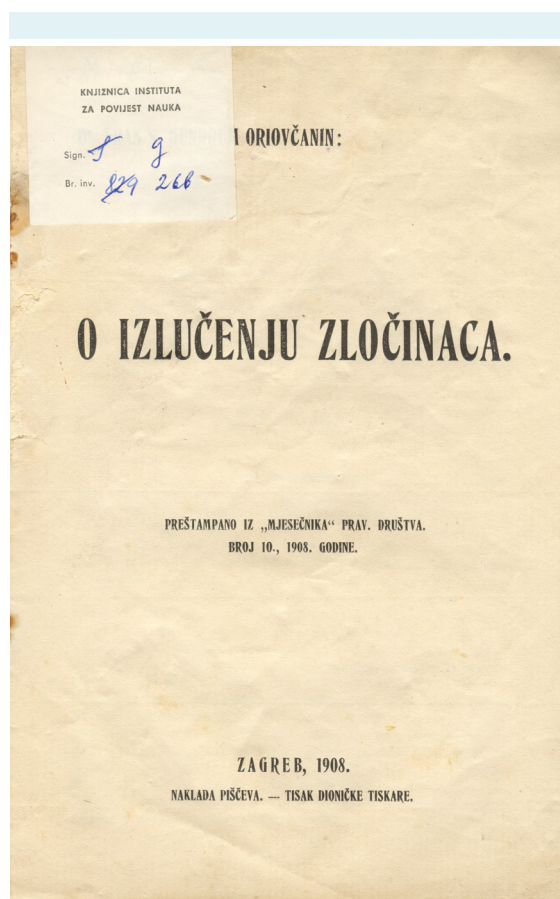 KNJIŽNICA INSTITUTA
ZA POVIJEST NAUKA
Sign. g
Br. inv. 829 266
ORIOVČANIN:
O IZLUČENJU ZLOČINACA.
PREŠTAMPANO IZ „MJESEČNIKA“ PRAV. DRUŠTVA.
BROJ 10., 1908. GODINE.
ZAGREB, 1908.
NAKLADA PIŠČEVA. — TISAK DIONIČKE TISKARE.